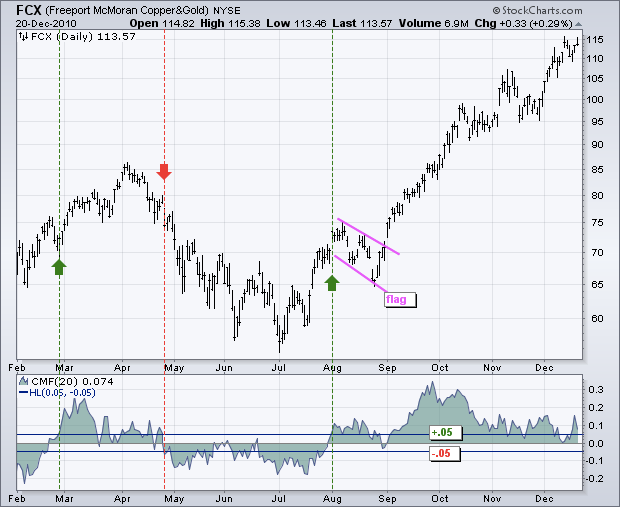 FCX (Freeport McMoran Copper&Gold) NYSE © StockCharts.com
20-Dec-2010 Open 114.82 High 115.38 Low 113.46 Last 113.57 Volume 6.9M Chg +0.33 (+0.29%)
FCX (Daily) 113.57
115
110
105
100
95
90
85
80
75
70
65
60
flag
Feb Mar Apr May Jun Jul Aug Sep Oct Nov Dec
CMF(20) 0.074
HL(0.05, -0.05)
0.3
0.2
0.1
0.0
-0.1
-0.2
+.05
-.05
Feb Mar Apr May Jun Jul Aug Sep Oct Nov Dec